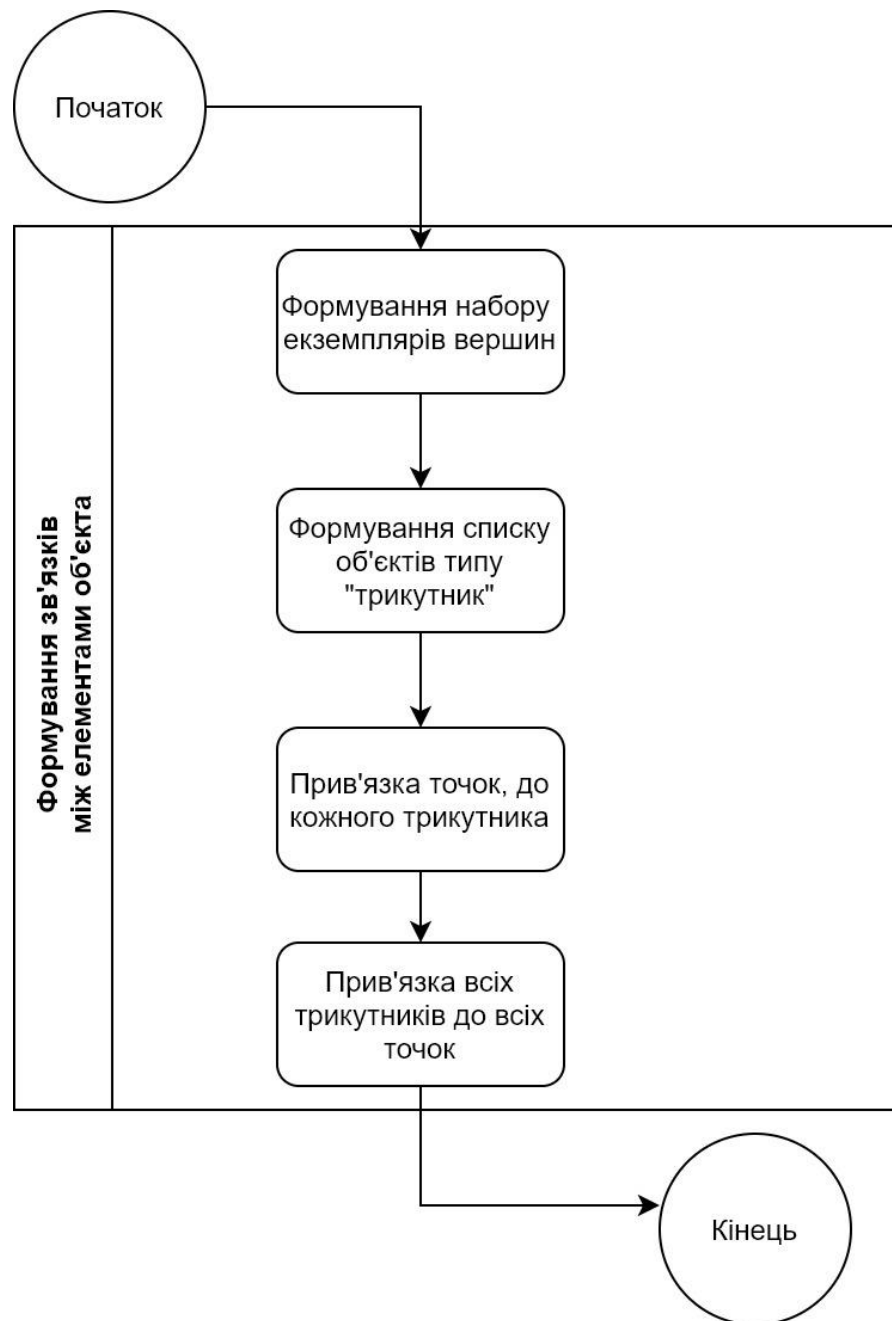 Початок
Формування зв'язків
між елементами об'єкта
Формування набору
екземплярів вершин
Формування списку
об'єктів типу
"трикутник"
Прив'язка точок, до
кожного трикутника
Прив'язка всіх
трикутників до всіх
точок
Кінець